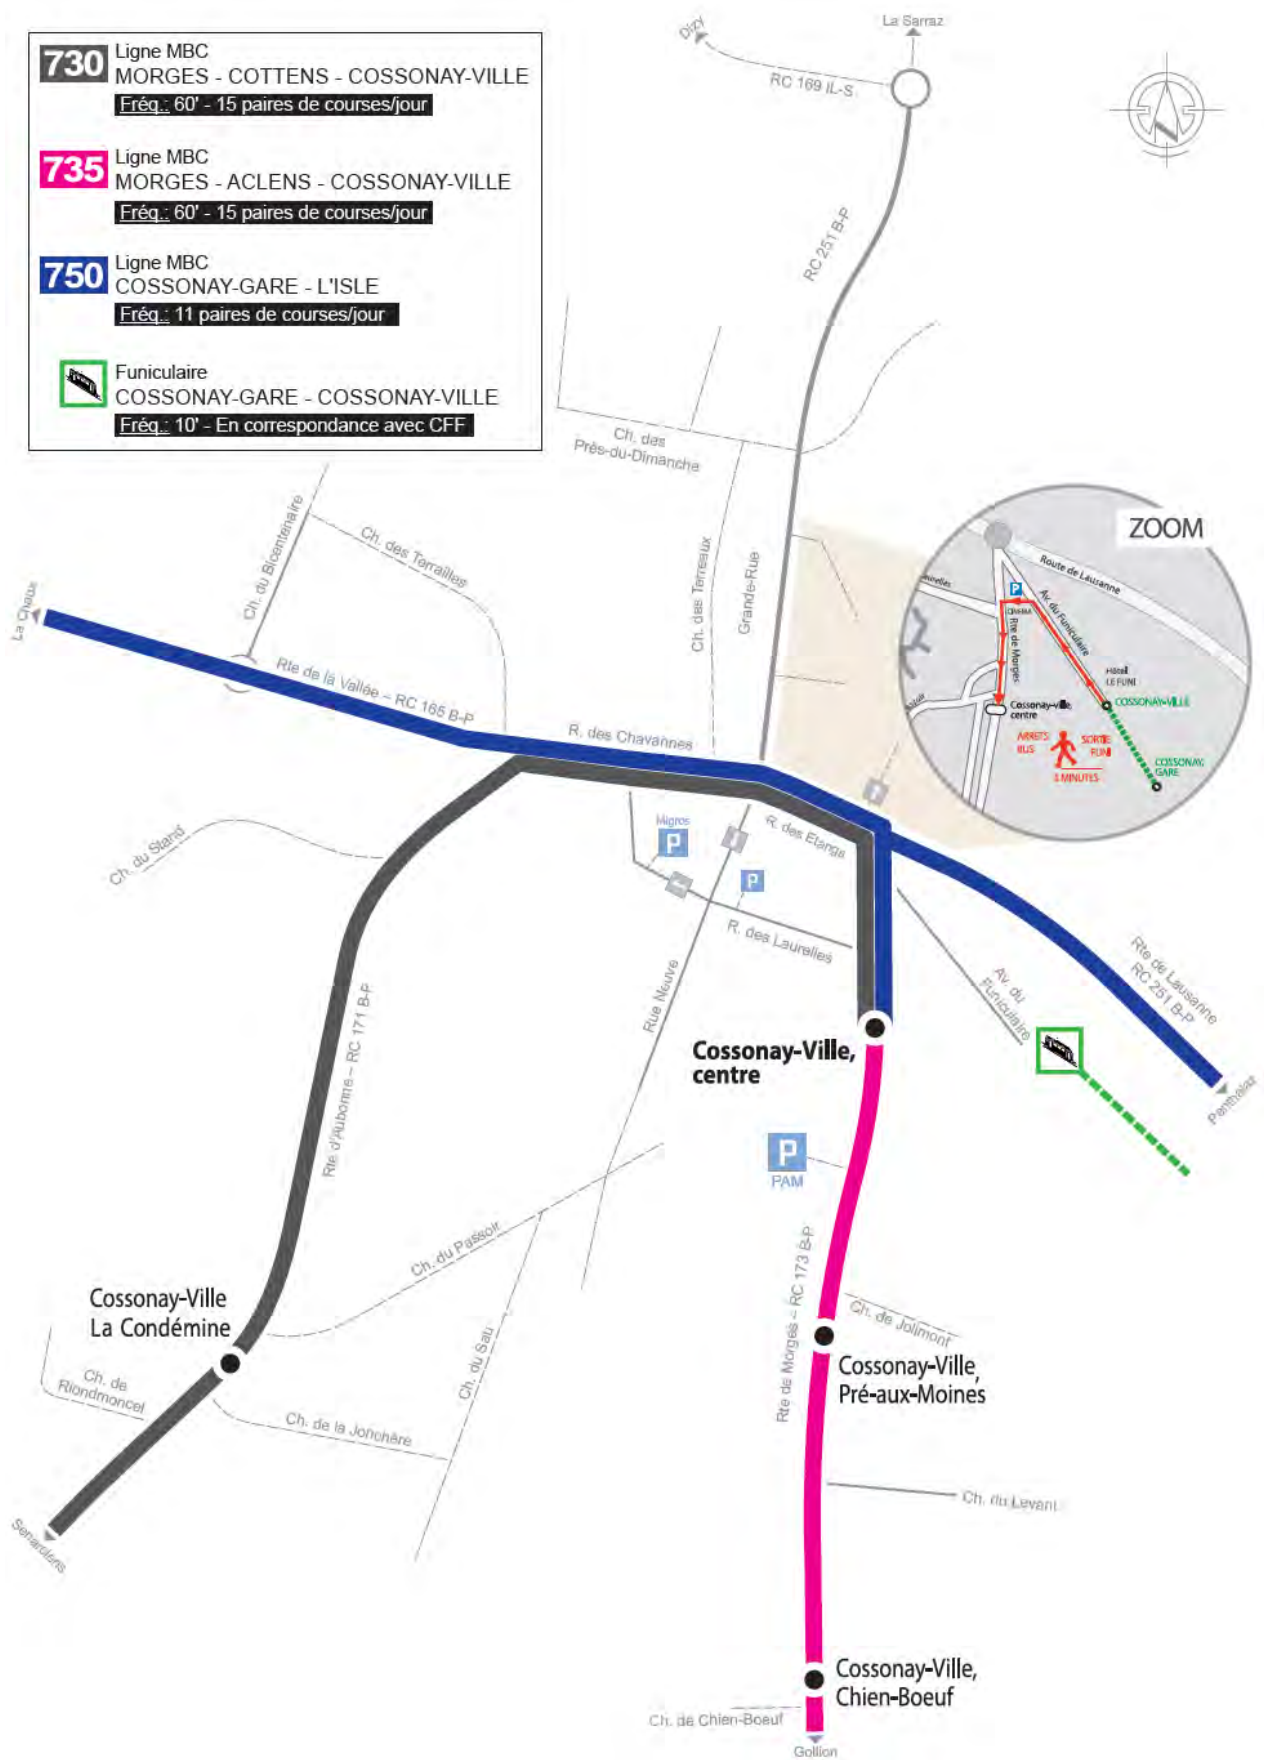 730 Ligne MBC
MORGES - COTTENS - COSSONAY-VILLE
Fréq.: 60' - 15 paires de courses/jour
735 Ligne MBC
MORGES - ACLENS - COSSONAY-VILLE
Fréq.: 60' - 15 paires de courses/jour
750 Ligne MBC
COSSONAY-GARE - L'ISLE
Fréq.: 11 paires de courses/jour
Funiculaire
COSSONAY-GARE - COSSONAY-VILLE
Fréq.: 10' - En correspondance avec CFF
Dizy
La Sarraz
RC 169 IL-S
RC 251 B-P
Ch. des
Près-du-Dimanche
Ch. du Bicentenaire
Ch. des Terrailles
Ch. des Terreaux
Grande-Rue
ZOOM
Route de Lausanne
P
Av. du Funiculaire
CINEMA
Rte de Morges
Hôtel
LE FUNI
COSSONAY-VILLE
Cossonay-ville,
centre
ARRETS
BUS
SORTIE
FUNI
3 MINUTES
COSSONAY-
GARE
La Chaux
Rte de la Vallée – RC 165 B-P
R. des Chavannes
R. des Etangs
Migros
P
P
R. des Laurelles
Ch. du Stand
Rue Neuve
Av. du
Funiculaire
Rte de Lausanne
RC 251 B-P
Penthalaz
Rte d'Aubonne – RC 171 B-P
Cossonay-Ville,
centre
P
PAM
Rte de Morges – RC 173 B-P
Ch. du Passoir
Ch. du Sau
Cossonay-Ville
La Condémine
Ch. de
Riondmoncel
Ch. de la Jonchère
Senarclens
Ch. de Jolimont
Cossonay-Ville,
Pré-aux-Moines
Ch. du Levant
Cossonay-Ville,
Chien-Boeuf
Ch. de Chien-Boeuf
Gollion